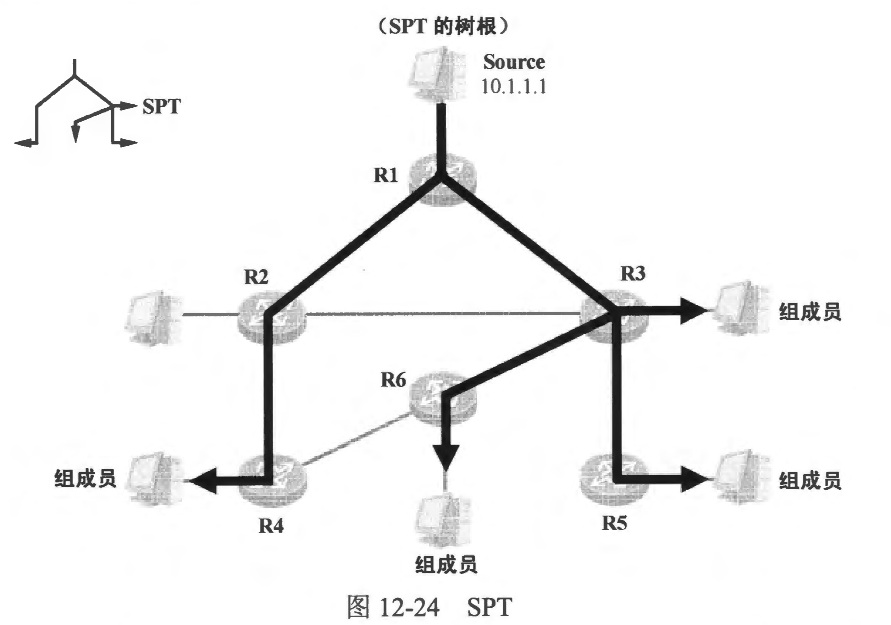 （SPT 的树根）
Source
10.1.1.1
SPT
R1
R2
R3
组成员
R6
组成员
R4
组成员
R5
组成员
图 12-24 SPT